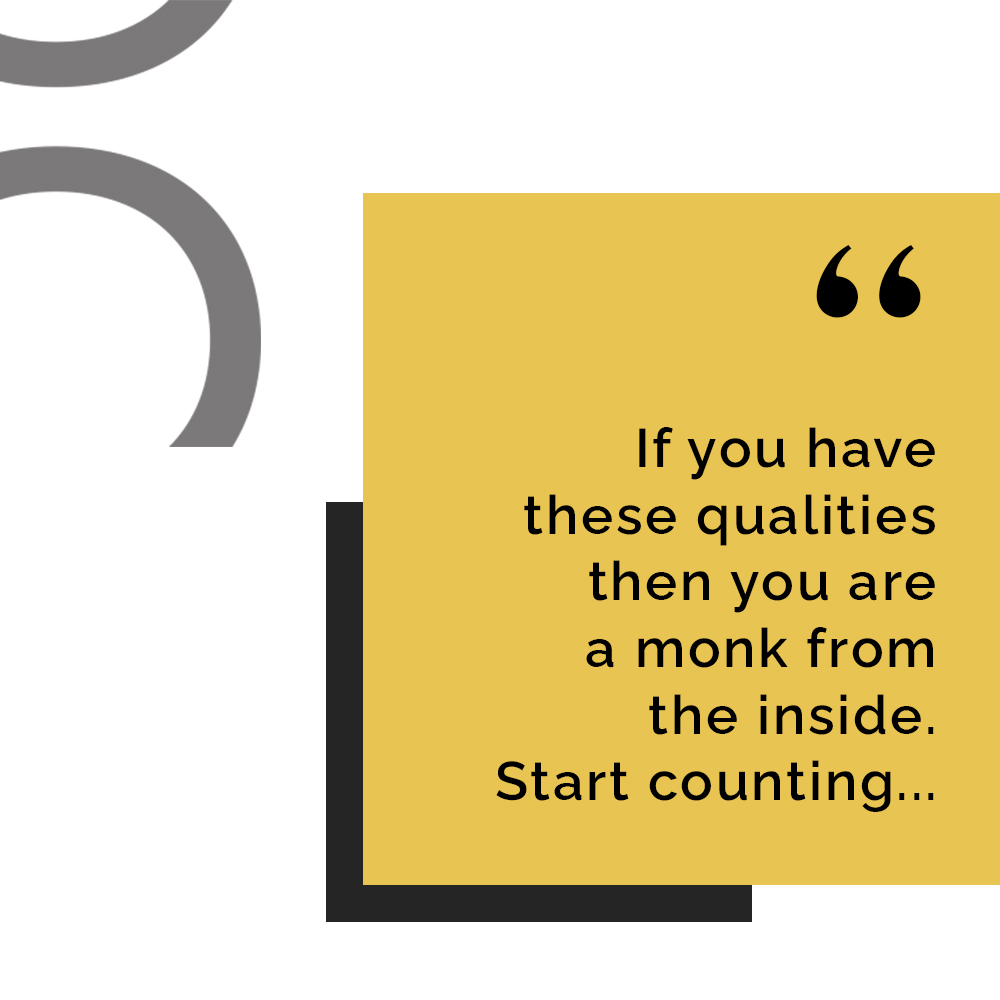 “
If you have
these qualities
then you are
a monk from
the inside.
Start counting...